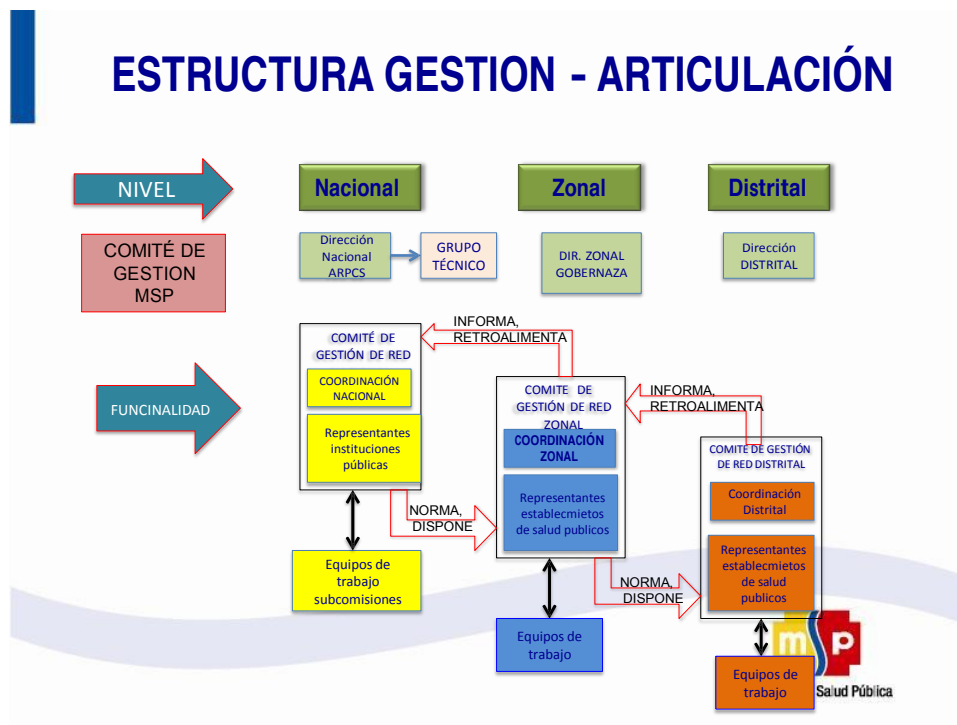 ESTRUCTURA GESTION - ARTICULACIÓN
NIVEL
Nacional
Zonal
Distrital
COMITÉ DE
GESTION
MSP
Dirección
Nacional
ARPCS
GRUPO
TÉCNICO
DIR. ZONAL
GOBERNAZA
Dirección
DISTRITAL
FUNCINALIDAD
COMITÉ DE
GESTIÓN DE RED
COORDINACIÓN
NACIONAL
Representantes
instituciones
públicas
INFORMA,
RETROALIMENTA
NORMA,
DISPONE
Equipos de
trabajo
subcomisiones
COMITE DE
GESTIÓN DE RED
ZONAL
COORDINACIÓN
ZONAL
Representantes
establecmietos
de salud publicos
INFORMA,
RETROALIMENTA
NORMA,
DISPONE
Equipos de
trabajo
COMITE DE GESTIÓN
DE RED DISTRITAL
Coordinación
Distrital
Representantes
establecmietos
de salud
publicos
Equipos de
trabajo
msp
Salud Pública